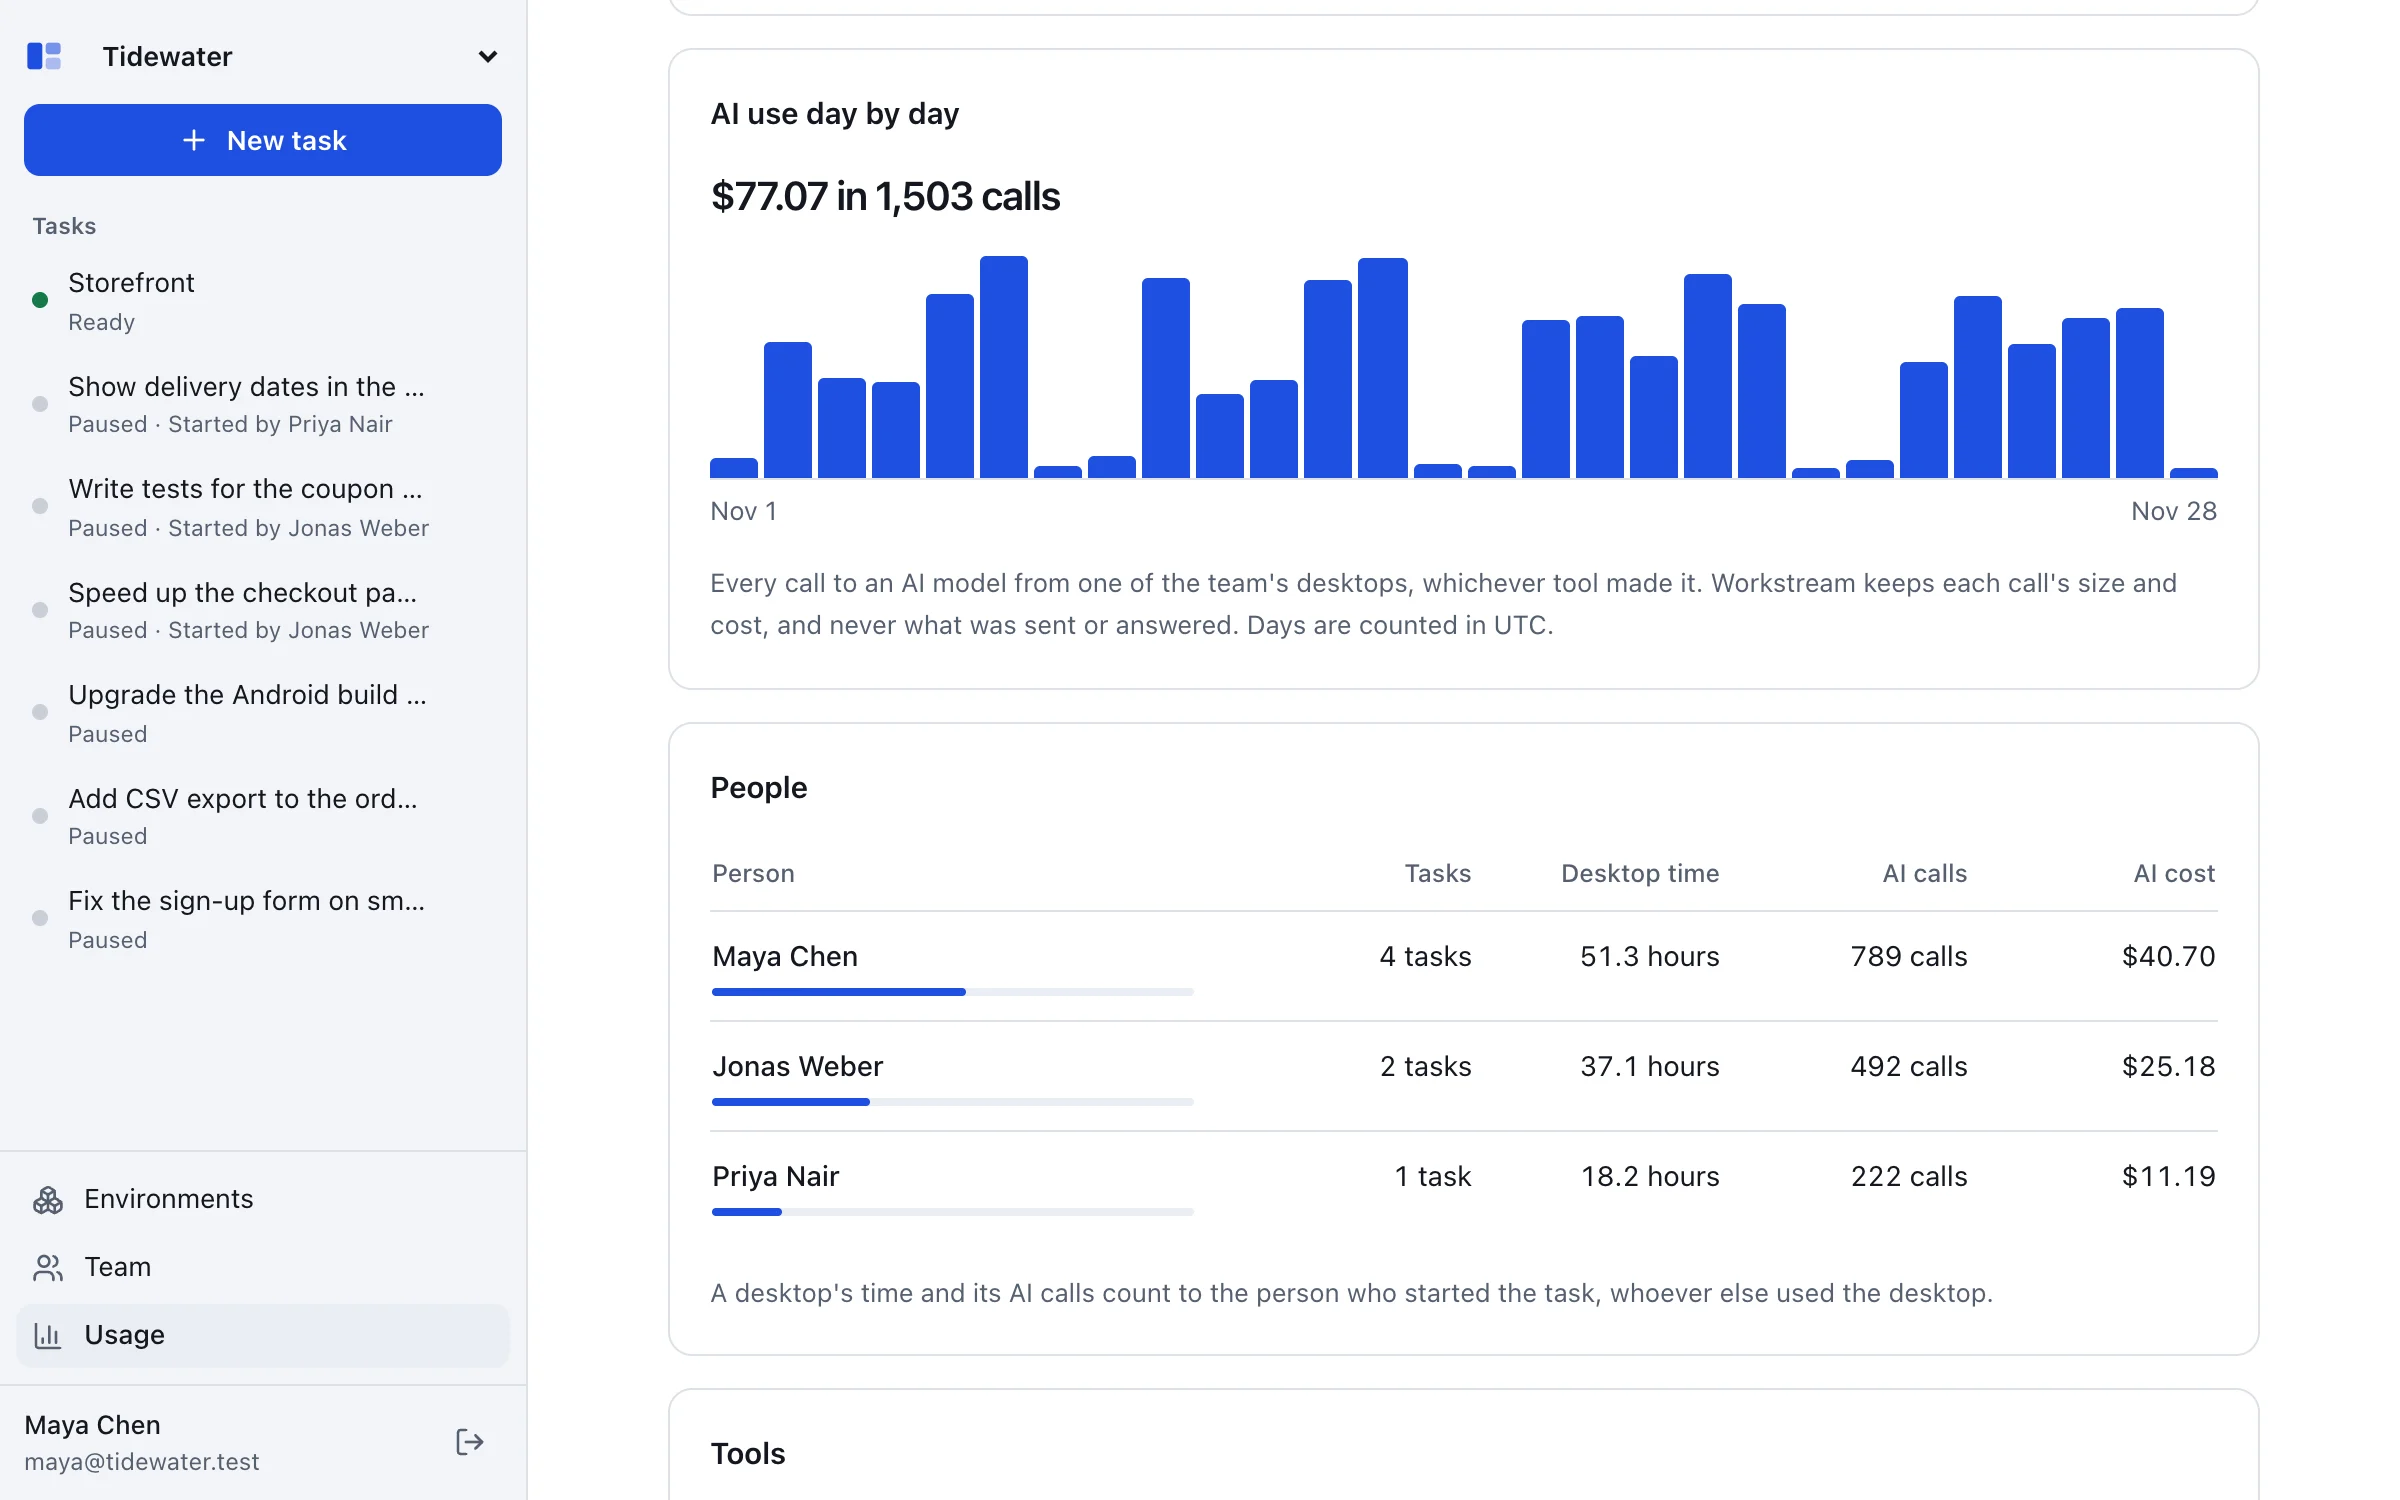 Tidewater
New task
Tasks
Storefront
Ready
Show delivery dates in the ...
Paused · Started by Priya Nair
Write tests for the coupon ...
Paused · Started by Jonas Weber
Speed up the checkout pa...
Paused · Started by Jonas Weber
Upgrade the Android build ...
Paused
Add CSV export to the ord...
Paused
Fix the sign-up form on sm...
Paused
Environments
Team
Usage
Maya Chen
maya@tidewater.test
AI use day by day
$77.07 in 1,503 calls
Nov 1 Nov 28
Every call to an AI model from one of the team's desktops, whichever tool made it. Workstream keeps each call's size and
cost, and never what was sent or answered. Days are counted in UTC.
People
Person Tasks Desktop time AI calls AI cost
Maya Chen 4 tasks 51.3 hours 789 calls $40.70
Jonas Weber 2 tasks 37.1 hours 492 calls $25.18
Priya Nair 1 task 18.2 hours 222 calls $11.19
A desktop's time and its AI calls count to the person who started the task, whoever else used the desktop.
Tools